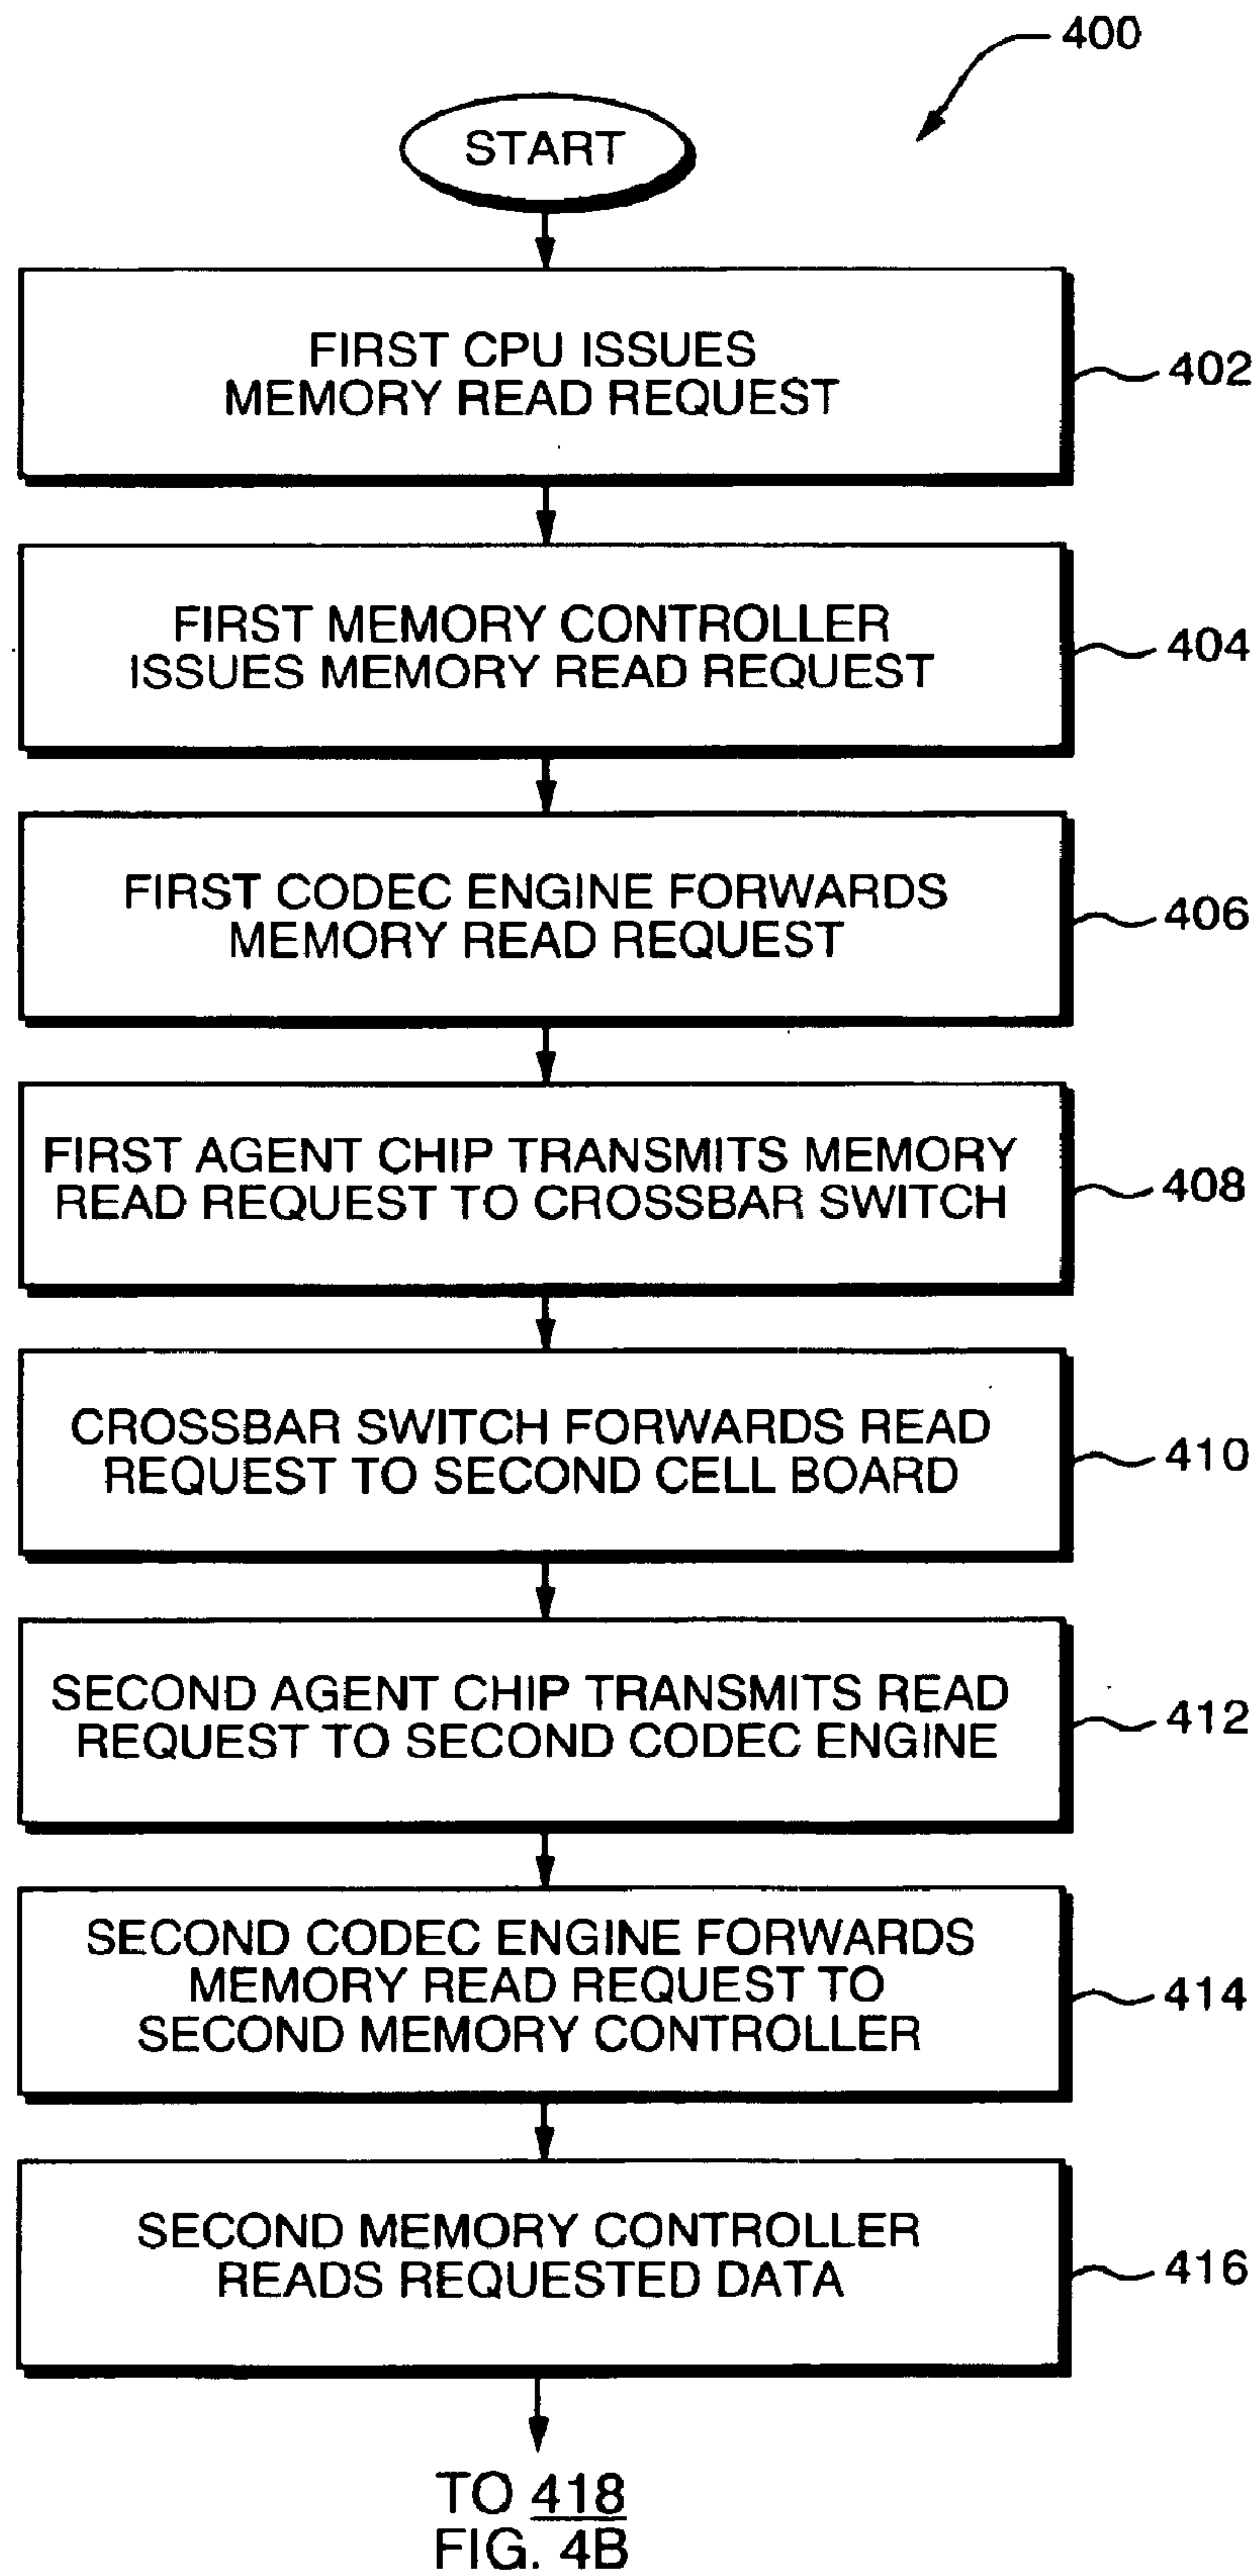 400
START
FIRST CPU ISSUES
MEMORY READ REQUEST
402
FIRST MEMORY CONTROLLER
ISSUES MEMORY READ REQUEST
404
FIRST CODEC ENGINE FORWARDS
MEMORY READ REQUEST
406
FIRST AGENT CHIP TRANSMITS MEMORY
READ REQUEST TO CROSSBAR SWITCH
408
CROSSBAR SWITCH FORWARDS READ
REQUEST TO SECOND CELL BOARD
410
SECOND AGENT CHIP TRANSMITS READ
REQUEST TO SECOND CODEC ENGINE
412
SECOND CODEC ENGINE FORWARDS
MEMORY READ REQUEST TO
SECOND MEMORY CONTROLLER
414
SECOND MEMORY CONTROLLER
READS REQUESTED DATA
416
TO 418
FIG. 4B